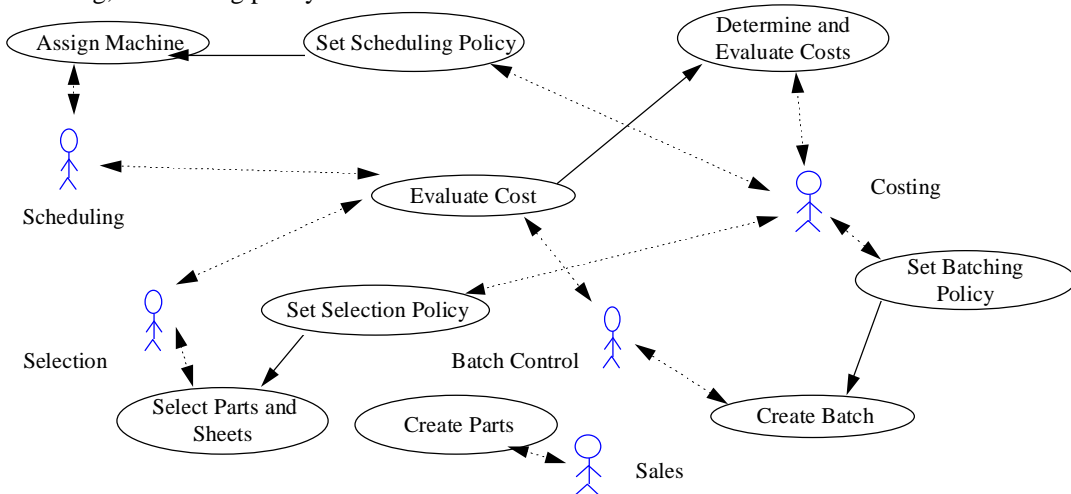 Assign Machine
Set Scheduling Policy
Determine and
Evaluate Costs
Scheduling
Evaluate Cost
Costing
Set Batching
Policy
Set Selection Policy
Selection
Batch Control
Select Parts and
Sheets
Create Parts
Create Batch
Sales